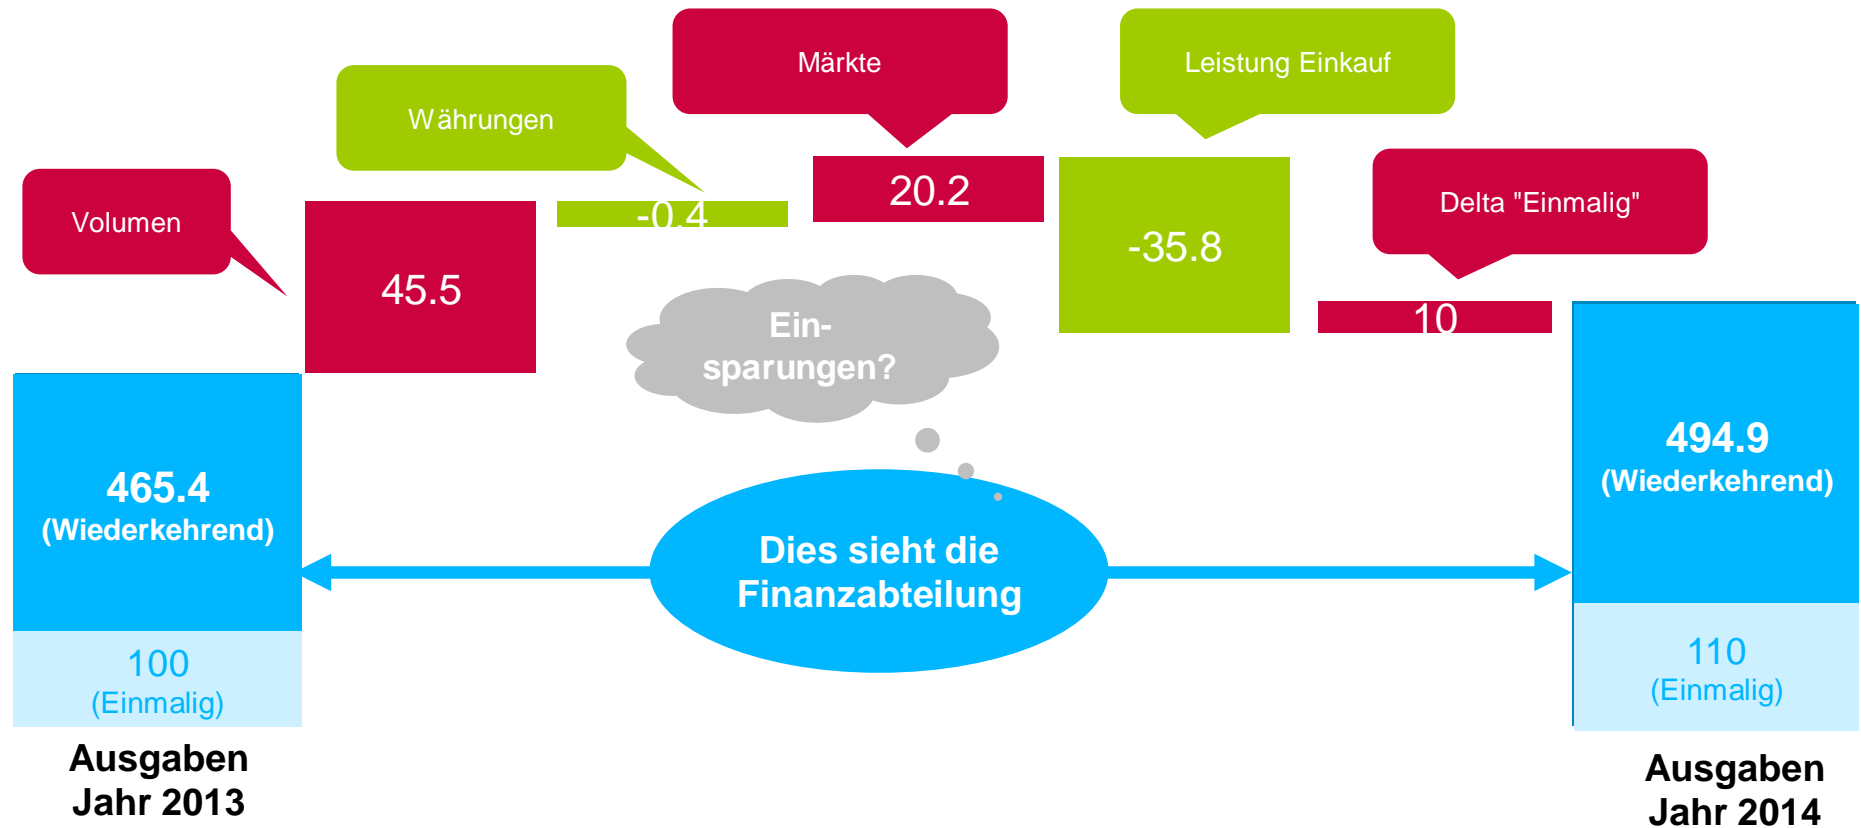 Märkte
Leistung Einkauf
Währungen
Volumen
Delta "Einmalig"
45.5
-0.4
20.2
-35.8
10
Ein-
sparungen?
465.4
(Wiederkehrend)
494.9
(Wiederkehrend)
Dies sieht die
Finanzabteilung
100
(Einmalig)
110
(Einmalig)
Ausgaben
Jahr 2013
Ausgaben
Jahr 2014